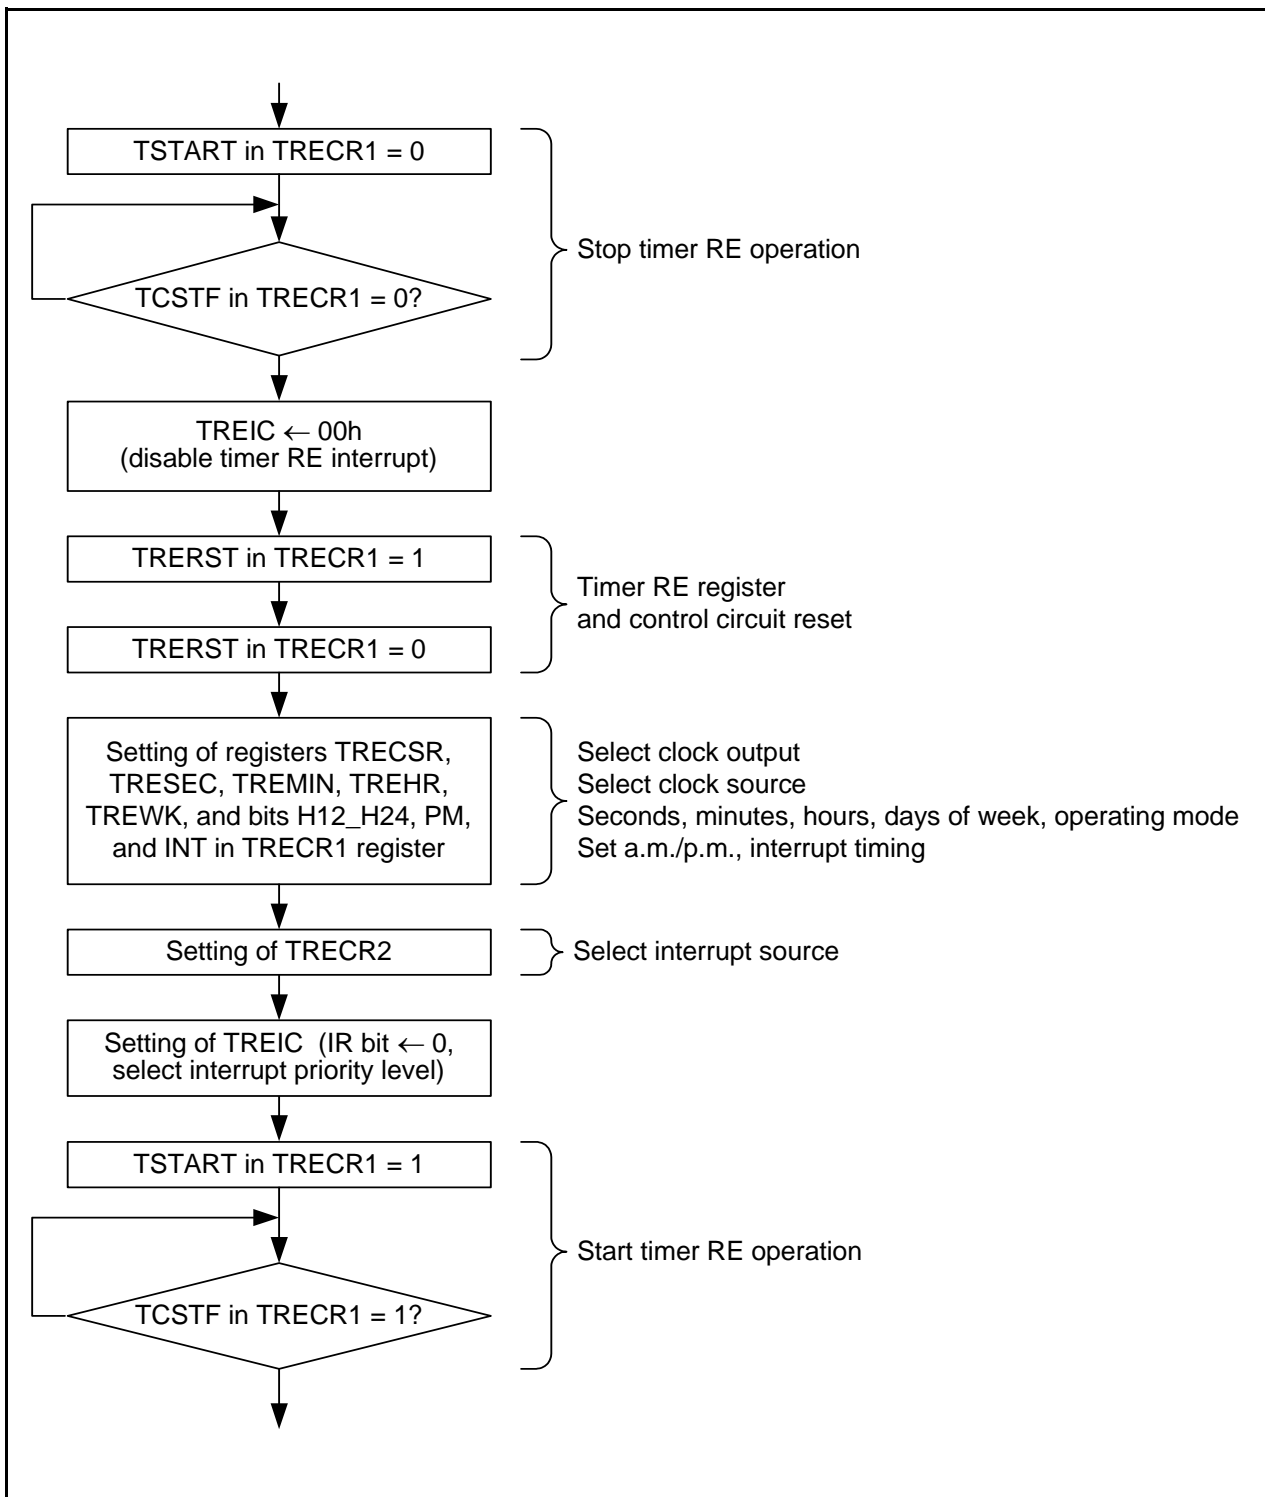 TSTART in TRECR1 = 0
Stop timer RE operation
TCSTF in TRECR1 = 0?
TREIC ← 00h
(disable timer RE interrupt)
TRERST in TRECR1 = 1
Timer RE register
and control circuit reset
TRERST in TRECR1 = 0
Setting of registers TRECSR,
TRESEC, TREMIN, TREHR,
TREWK, and bits H12_H24, PM,
and INT in TRECR1 register
Select clock output
Select clock source
Seconds, minutes, hours, days of week, operating mode
Set a.m./p.m., interrupt timing
Setting of TRECR2
Select interrupt source
Setting of TREIC (IR bit ← 0,
select interrupt priority level)
TSTART in TRECR1 = 1
Start timer RE operation
TCSTF in TRECR1 = 1?